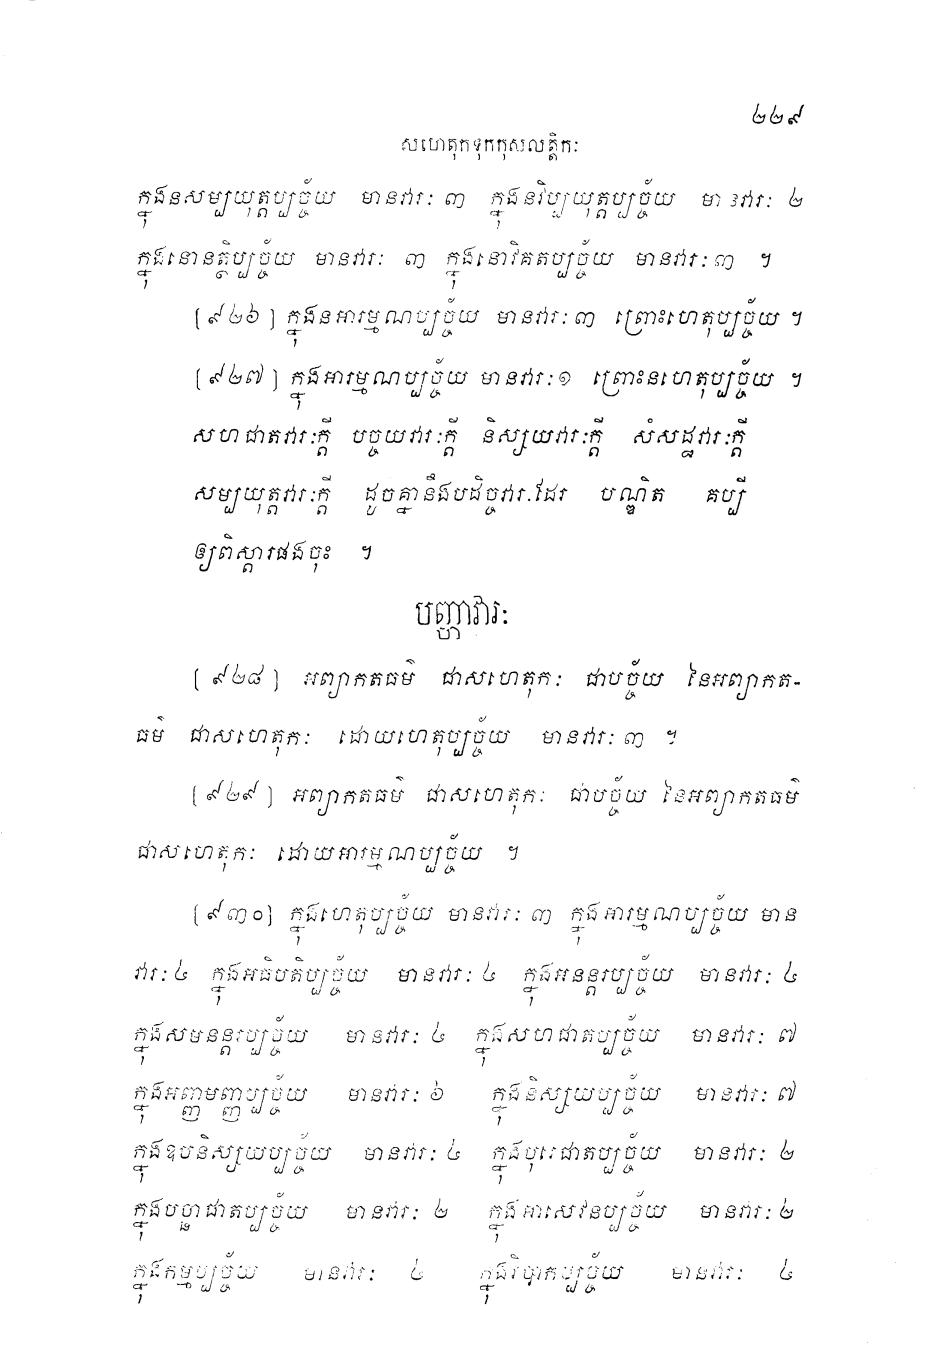 ២២៩
សហេតុកទុកកុសលត្តិកៈ
ក្នុងនសម្បយុត្តប្បច្ច័យ មានវារៈ ៣ ក្នុងនវិប្បយុត្តប្បច្ច័យ មានវារៈ ២
ក្នុងនោនត្ថិប្បច្ច័យ មានវារៈ ៣ ក្នុងនោវិគតប្បច្ច័យ មានវារៈ ៣ ។
[៩២៦] ក្នុងនអារម្មណប្បច្ច័យ មានវារៈ ៣ ព្រោះហេតុប្បច្ច័យ ។
[៩២៧] ក្នុងអារម្មណប្បច្ច័យ មានវារៈ ១ ព្រោះនហេតុប្បច្ច័យ ។
សហជាតវារៈក្តី បច្ចយវារៈក្តី និស្សយវារៈក្តី សំសដ្ឋវារៈក្តី
សម្បយុត្តវារៈក្តី ដូចគ្នានឹងបដិច្ចវារៈដែរ បណ្ឌិត គប្បី
ឲ្យពិស្តារផងចុះ ។
បញ្ហាវារៈ
[៩២៨] អព្យាកតធម៌ ជាសហេតុកៈ ជាបច្ច័យ នៃអព្យាកត-
ធម៌ ជាសហេតុកៈ ដោយហេតុប្បច្ច័យ មានវារៈ ៣ ។
[៩២៩] អព្យាកតធម៌ ជាសហេតុកៈ ជាបច្ច័យ នៃអព្យាកតធម៌
ជាសហេតុកៈ ដោយអារម្មណប្បច្ច័យ ។
[៩៣០] ក្នុងហេតុប្បច្ច័យ មានវារៈ ៣ ក្នុងអារម្មណប្បច្ច័យ មាន
វារៈ ៤ ក្នុងអធិបតិប្បច្ច័យ មានវារៈ ៤ ក្នុងអនន្តរប្បច្ច័យ មានវារៈ ៤
ក្នុងសមនន្តរប្បច្ច័យ មានវារៈ ៤ ក្នុងសហជាតប្បច្ច័យ មានវារៈ ៧
ក្នុងអញ្ញមញ្ញប្បច្ច័យ មានវារៈ ៦ ក្នុងនិស្សយប្បច្ច័យ មានវារៈ ៧
ក្នុងឧបនិស្សយប្បច្ច័យ មានវារៈ ៤ ក្នុងបុរេជាតប្បច្ច័យ មានវារៈ ២
ក្នុងបច្ឆាជាតប្បច្ច័យ មានវារៈ ២ ក្នុងអាសេវនប្បច្ច័យ មានវារៈ ២
ក្នុងកម្មប្បច្ច័យ មានវារៈ ៤ ក្នុងវិបាកប្បច្ច័យ មានវារៈ ៤